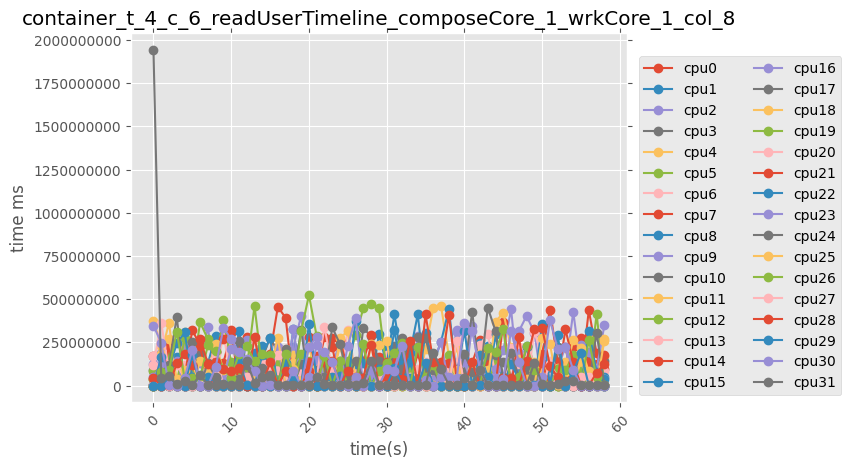 container_t_4_c_6_readUserTimeline_composeCore_1_wrkCore_1_col_8
time ms
2000000000
1750000000
1500000000
1250000000
1000000000
750000000
500000000
250000000
0
0
10
20
30
40
50
60
time(s)
cpu0
cpu1
cpu2
cpu3
cpu4
cpu5
cpu6
cpu7
cpu8
cpu9
cpu10
cpu11
cpu12
cpu13
cpu14
cpu15
cpu16
cpu17
cpu18
cpu19
cpu20
cpu21
cpu22
cpu23
cpu24
cpu25
cpu26
cpu27
cpu28
cpu29
cpu30
cpu31